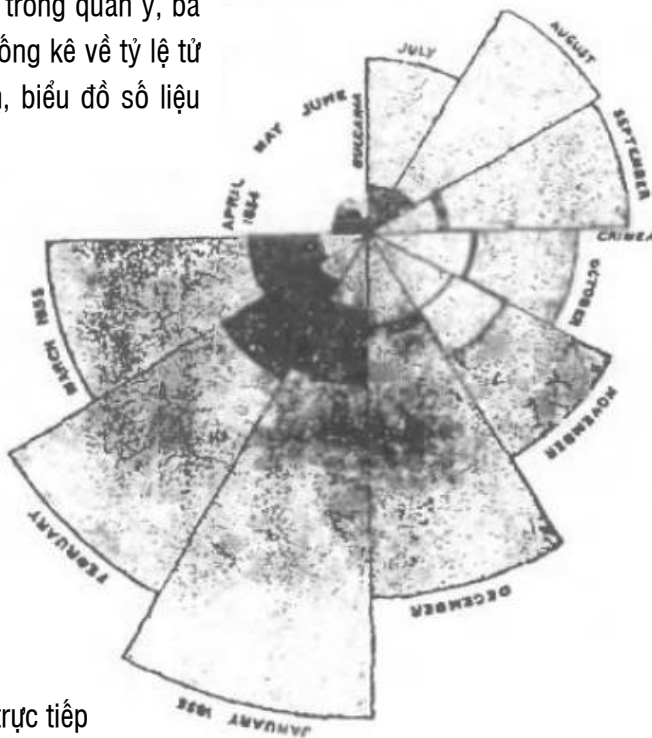 trong quân y, bà
ống kê về tỷ lệ tử
, biểu đồ số liệu
JULY
AUGUST
SEPTEMBER
CRIMEA
OCTOBER
NOVEMBER
DECEMBER
JANUARY 1855
FEBRUARY
MARCH 1855
APRIL
1854
MAY
JUNE
BULGARIA
trực tiếp